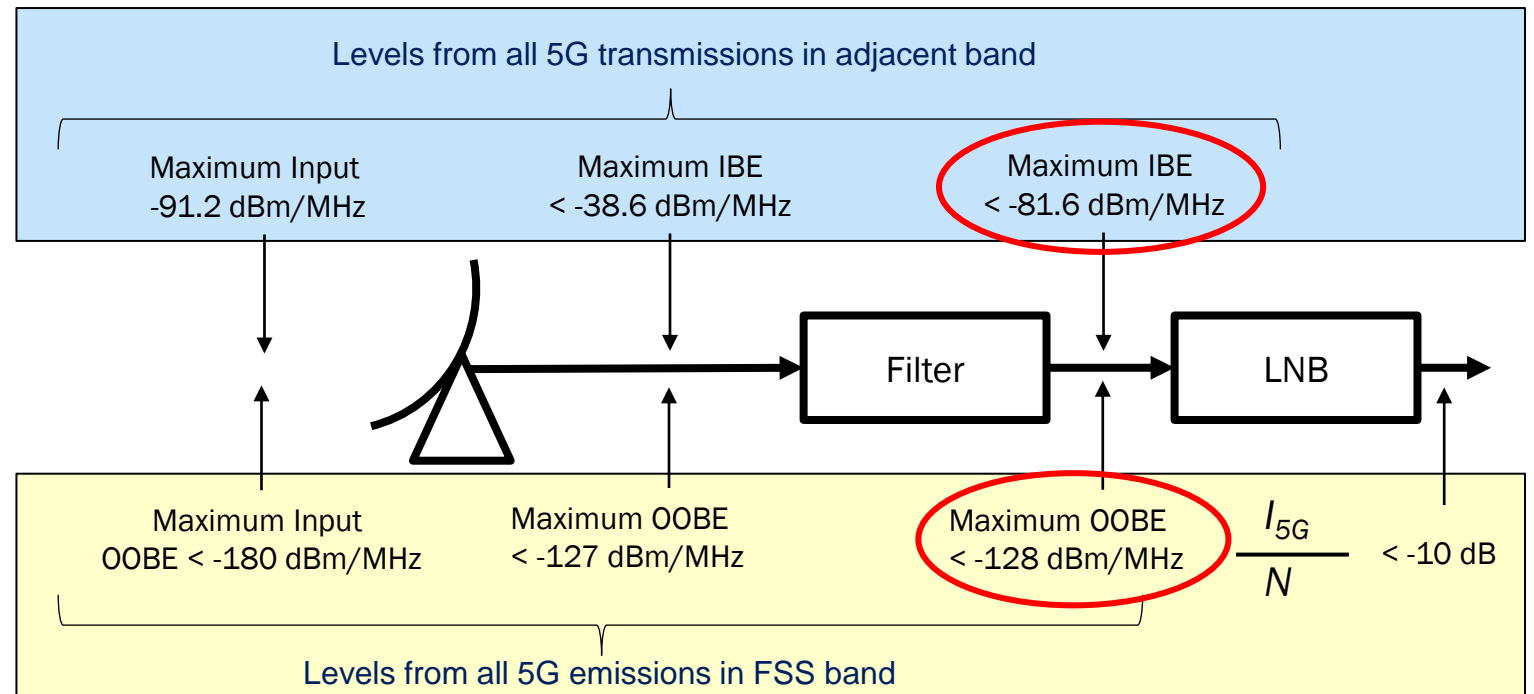 Levels from all 5G transmissions in adjacent band
Maximum Input
-91.2 dBm/MHz
Maximum IBE
< -38.6 dBm/MHz
Maximum IBE
< -81.6 dBm/MHz
Filter
LNB
Maximum Input
OOBE < -180 dBm/MHz
Maximum OOBE
< -127 dBm/MHz
Maximum OOBE
< -128 dBm/MHz
I5G
N
< -10 dB
Levels from all 5G emissions in FSS band